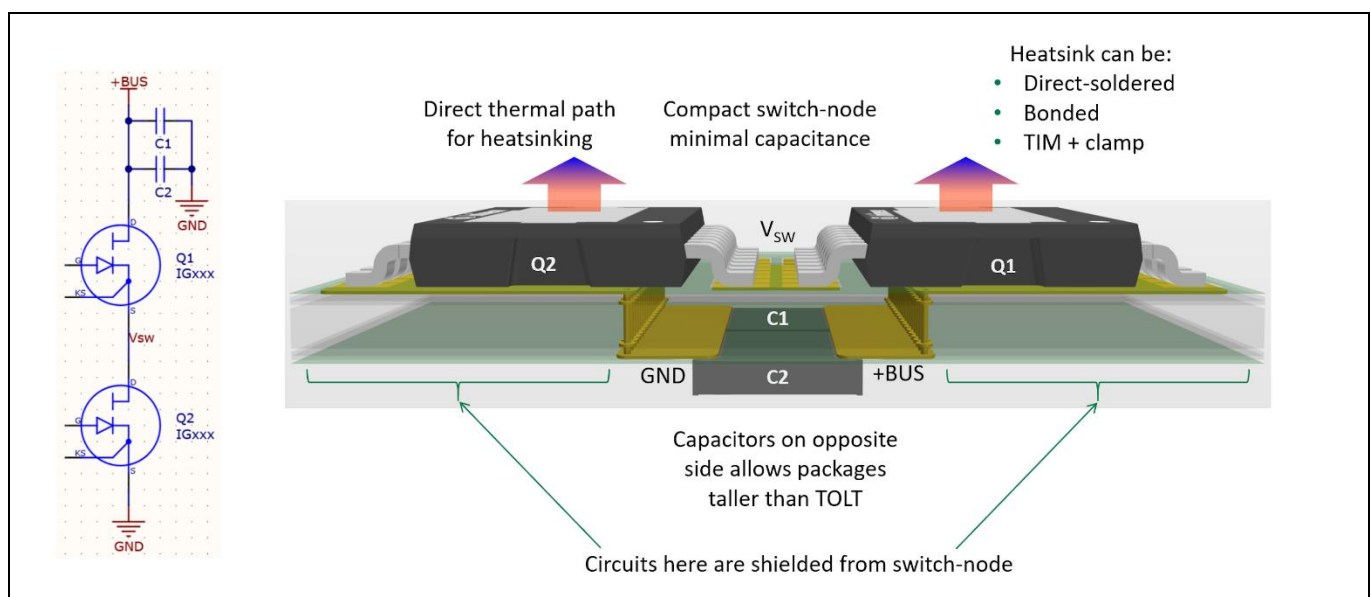 +BUS
C1
C2
GND
D
G
Q1
IGxxx
KS
S
Vsw
D
G
Q2
IGxxx
KS
S
GND
Direct thermal path
for heatsinking
Compact switch-node
minimal capacitance
Heatsink can be:
• Direct-soldered
• Bonded
• TIM + clamp
VSW
Q2
Q1
C1
GND
+BUS
C2
Capacitors on opposite
side allows packages
taller than TOLT
Circuits here are shielded from switch-node